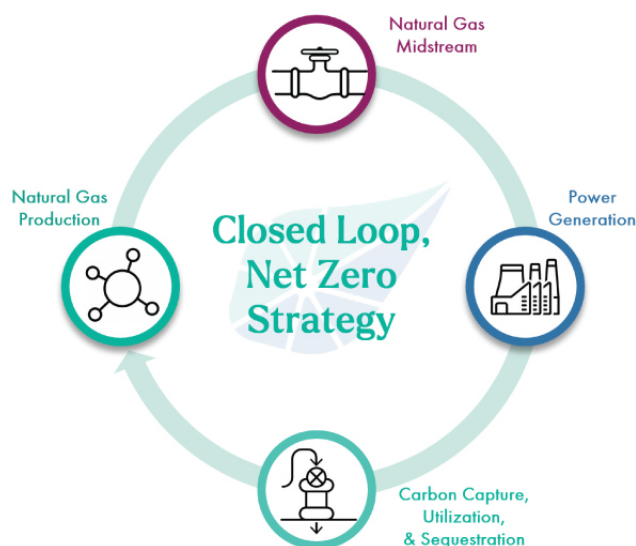 Natural Gas
Midstream
Natural Gas
Production
Power
Generation
Closed Loop,
Net Zero
Strategy
Carbon Capture,
Utilization,
& Sequestration